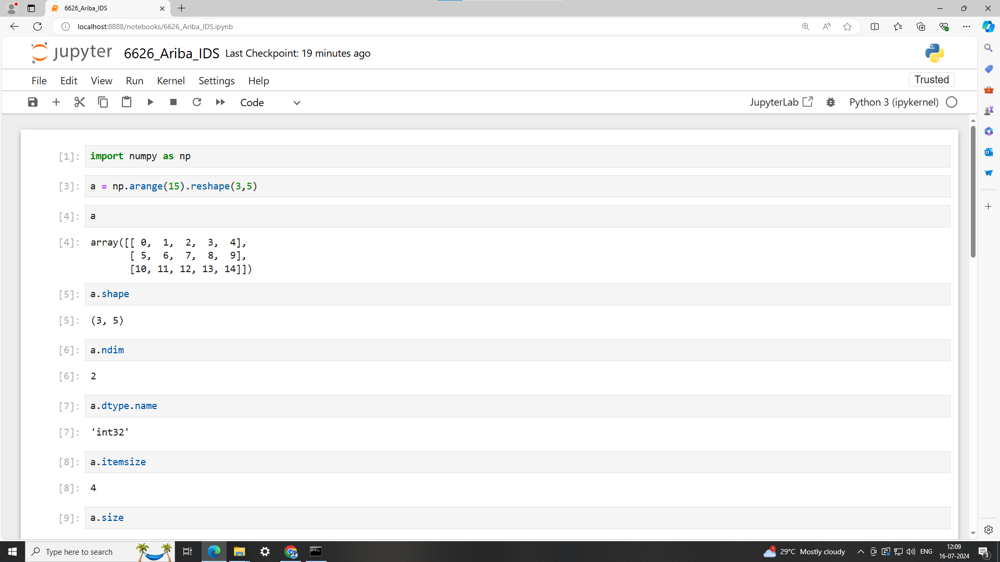 6626_Ariba_IDS
localhost:8888/notebooks/6626_Ariba_IDS.ipynb
jupyter 6626_Ariba_IDS Last Checkpoint: 19 minutes ago
File Edit View Run Kernel Settings Help
Trusted
Code
JupyterLab
Python 3 (ipykernel)
[1]: import numpy as np
[3]: a = np.arange(15).reshape(3,5)
[4]: a
[4]: array([[ 0,  1,  2,  3,  4],
       [ 5,  6,  7,  8,  9],
       [10, 11, 12, 13, 14]])
[5]: a.shape
[5]: (3, 5)
[6]: a.ndim
[6]: 2
[7]: a.dtype.name
[7]: 'int32'
[8]: a.itemsize
[8]: 4
[9]: a.size
Type here to search
1
29°C Mostly cloudy
ENG
12:09
16-07-2024
3